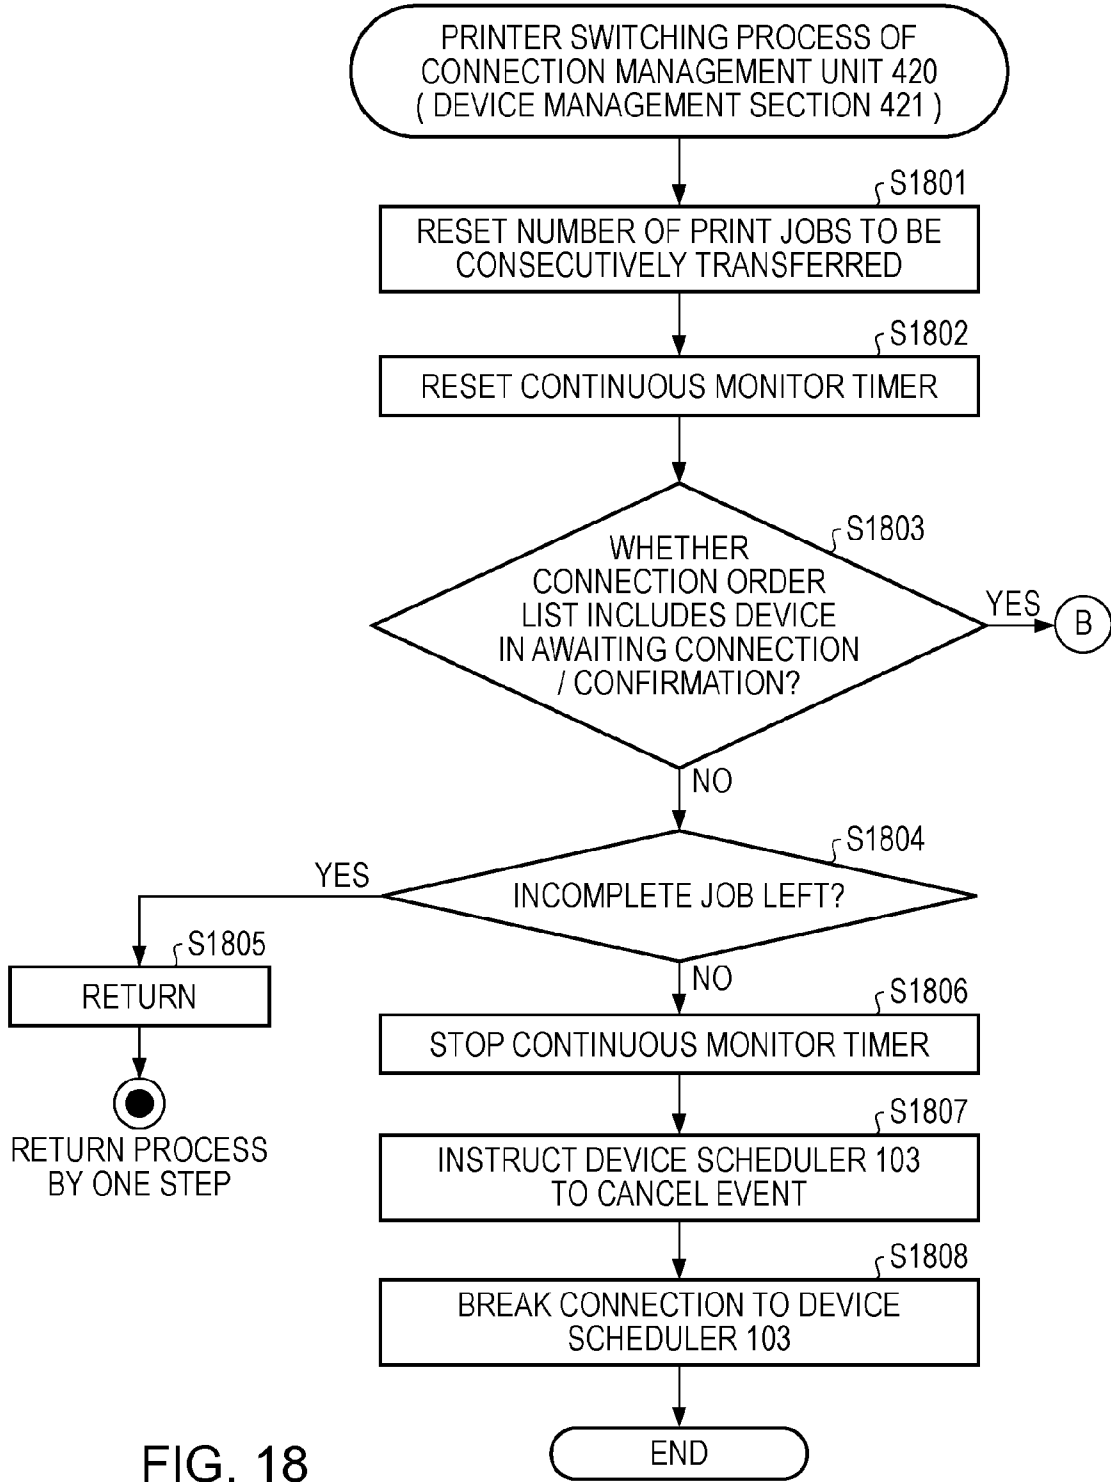 PRINTER SWITCHING PROCESS OF
CONNECTION MANAGEMENT UNIT 420
( DEVICE MANAGEMENT SECTION 421 )
S1801
RESET NUMBER OF PRINT JOBS TO BE
CONSECUTIVELY TRANSFERRED
S1802
RESET CONTINUOUS MONITOR TIMER
S1803
WHETHER
CONNECTION ORDER
LIST INCLUDES DEVICE
IN AWAITING CONNECTION
/ CONFIRMATION?
YES
B
NO
S1804
INCOMPLETE JOB LEFT?
YES
S1805
RETURN
RETURN PROCESS
BY ONE STEP
NO
S1806
STOP CONTINUOUS MONITOR TIMER
S1807
INSTRUCT DEVICE SCHEDULER 103
TO CANCEL EVENT
S1808
BREAK CONNECTION TO DEVICE
SCHEDULER 103
END
FIG. 18